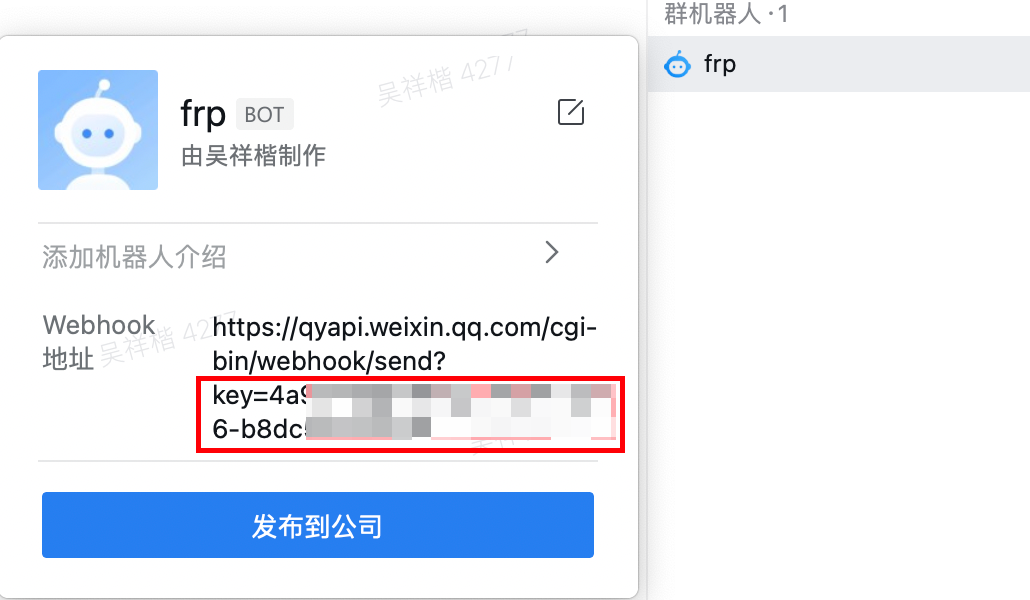 群机器人 · 1
frp
吴祥楷 4277
frp BOT
由吴祥楷制作
添加机器人介绍
Webhook
地址
吴祥楷 4277
https://qyapi.weixin.qq.com/cgi-
bin/webhook/send?
key=4a9
6-b8dc
发布到公司